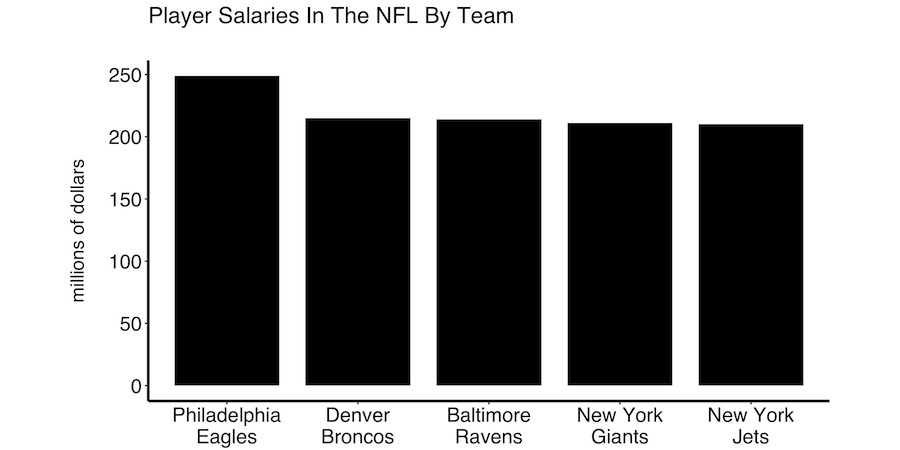 Player Salaries In The NFL By Team
millions of dollars
250
200
150
100
50
0
Philadelphia
Eagles
Denver
Broncos
Baltimore
Ravens
New York
Giants
New York
Jets